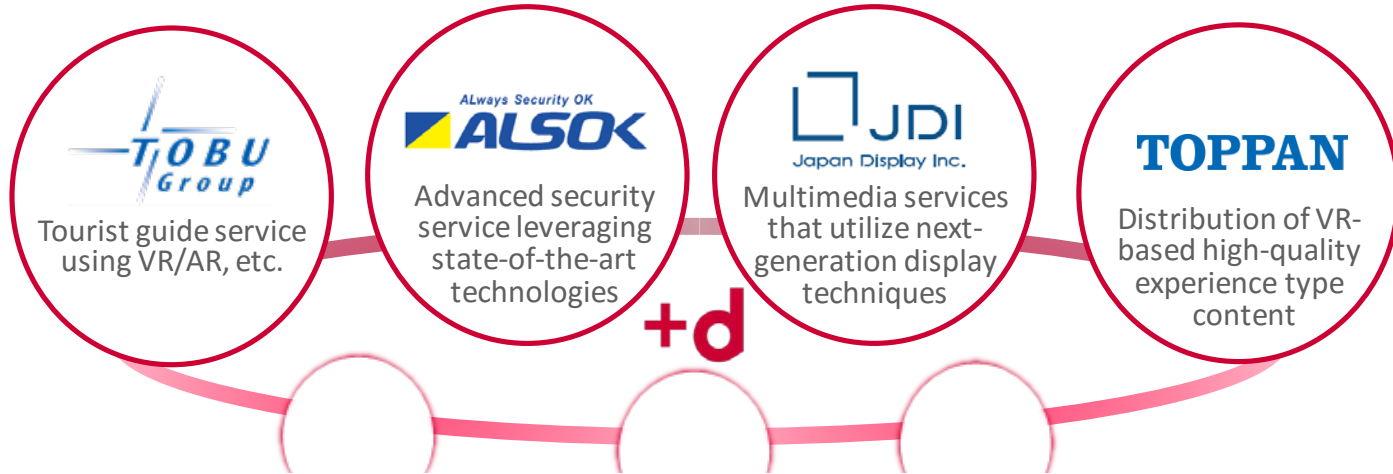 TOBU
Group
Tourist guide service
using VR/AR, etc.
ALways Security OK
ALSOK
Advanced security
service leveraging
state-of-the-art
technologies
JDI
Japan Display Inc.
Multimedia services
that utilize next-
generation display
techniques
TOPPAN
Distribution of VR-
based high-quality
experience type
content
+d